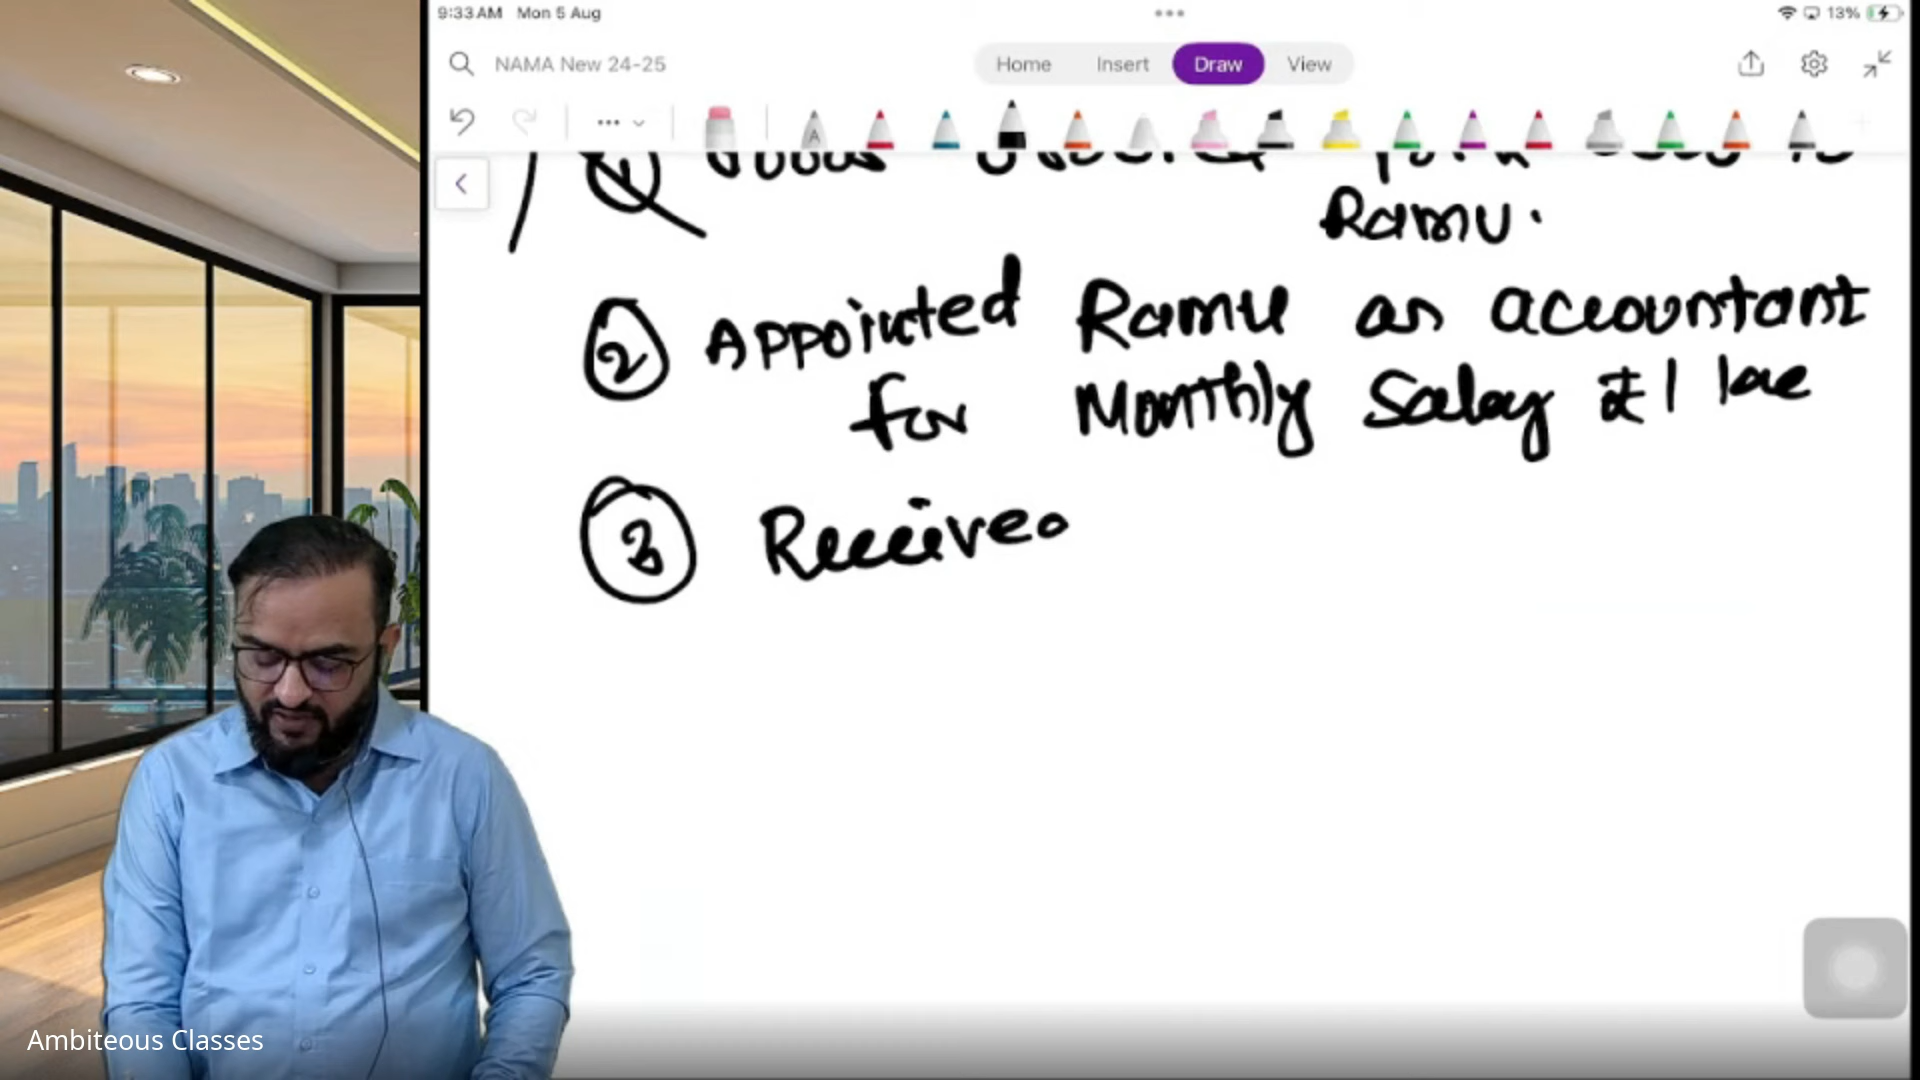 9:33 AM Mon 5 Aug
13%
NAMA New 24-25
Home Insert Draw View
A
Ramu.
② Appointed Ramu as accountant
for Monthly Salary ₹ 1 lac
③ Received
Ambiteous Classes